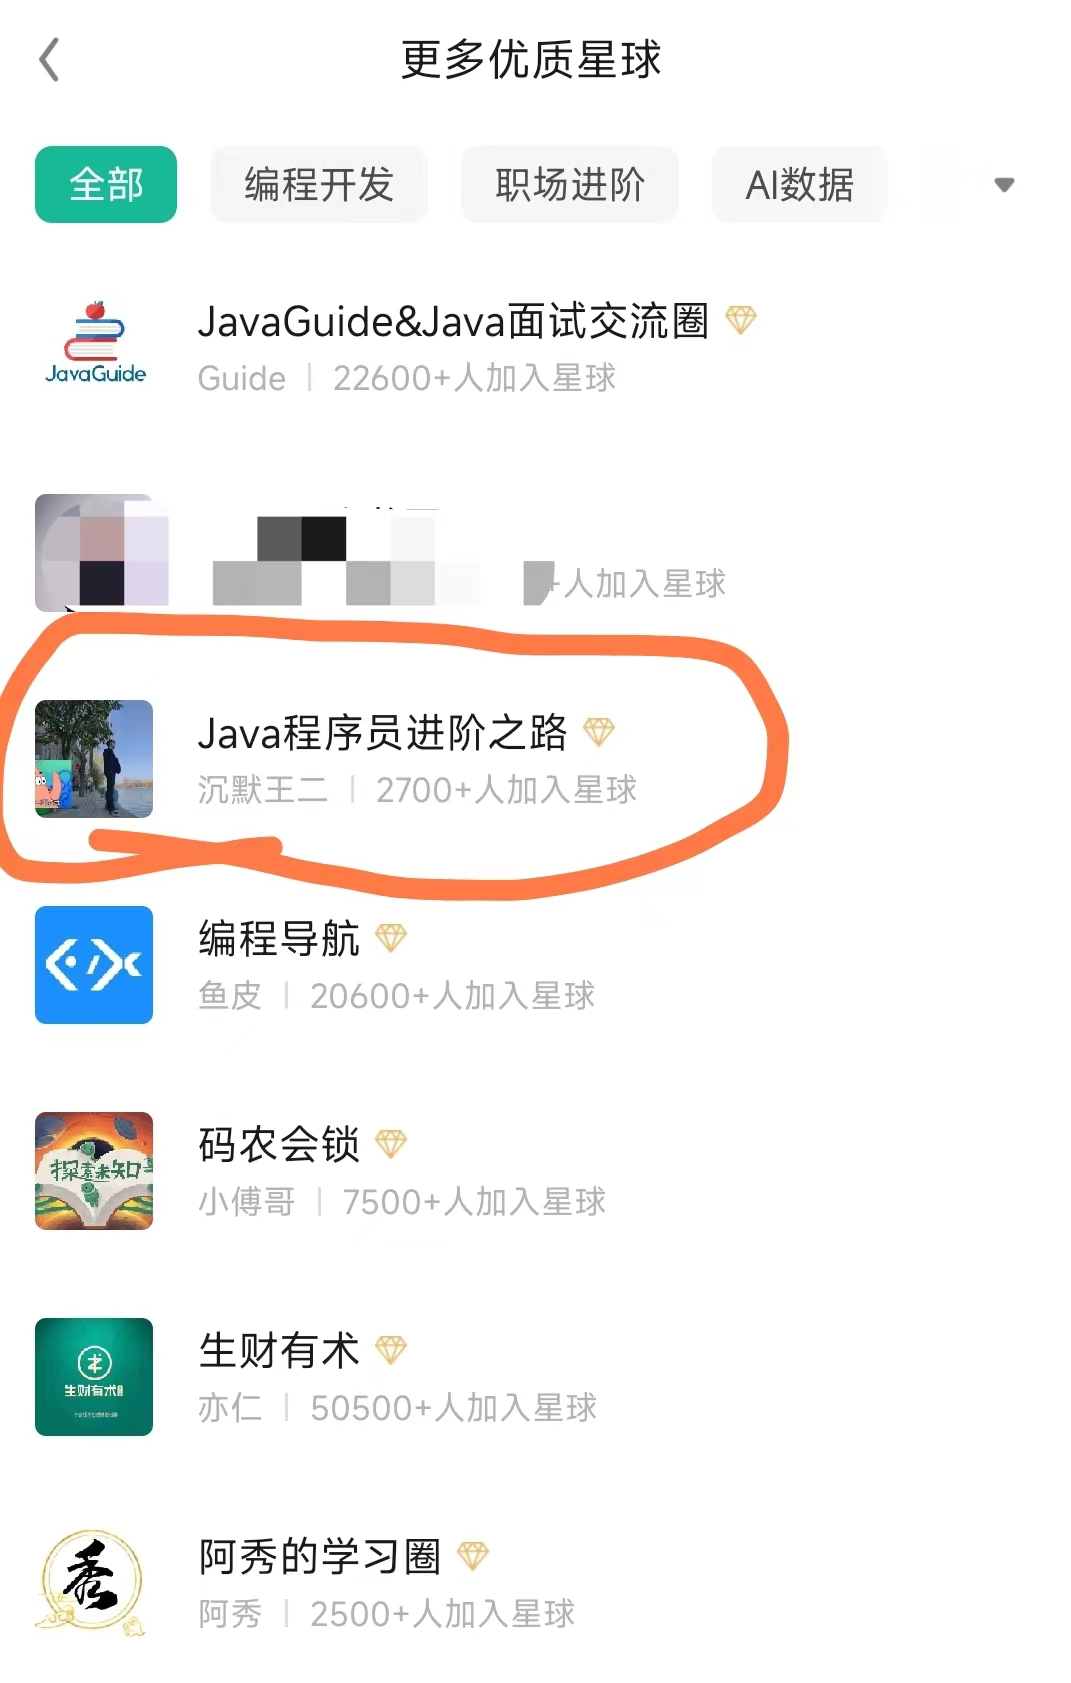 更多优质星球
全部
编程开发
职场进阶
AI数据
JavaGuide&Java面试交流圈
JavaGuide
Guide | 22600+人加入星球
+人加入星球
Java程序员进阶之路
沉默王二 | 2700+人加入星球
编程导航
鱼皮 | 20600+人加入星球
码农会锁
探索未知
小傅哥 | 7500+人加入星球
生财有术
生财有术
亦仁 | 50500+人加入星球
阿秀的学习圈
秀
阿秀 | 2500+人加入星球